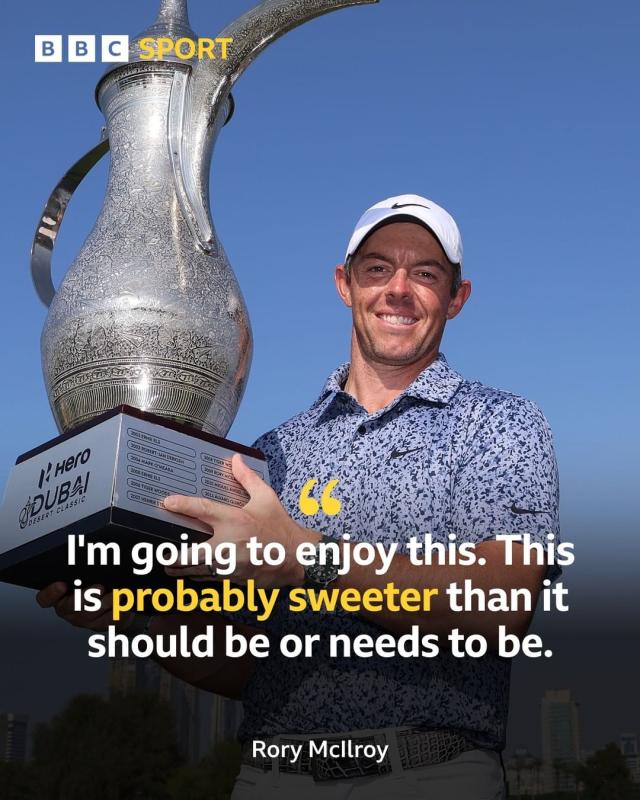 BBC SPORT
Hero
DUBAI
DESERT CLASSIC
“
I'm going to enjoy this. This
is probably sweeter than it
should be or needs to be.
Rory McIlroy